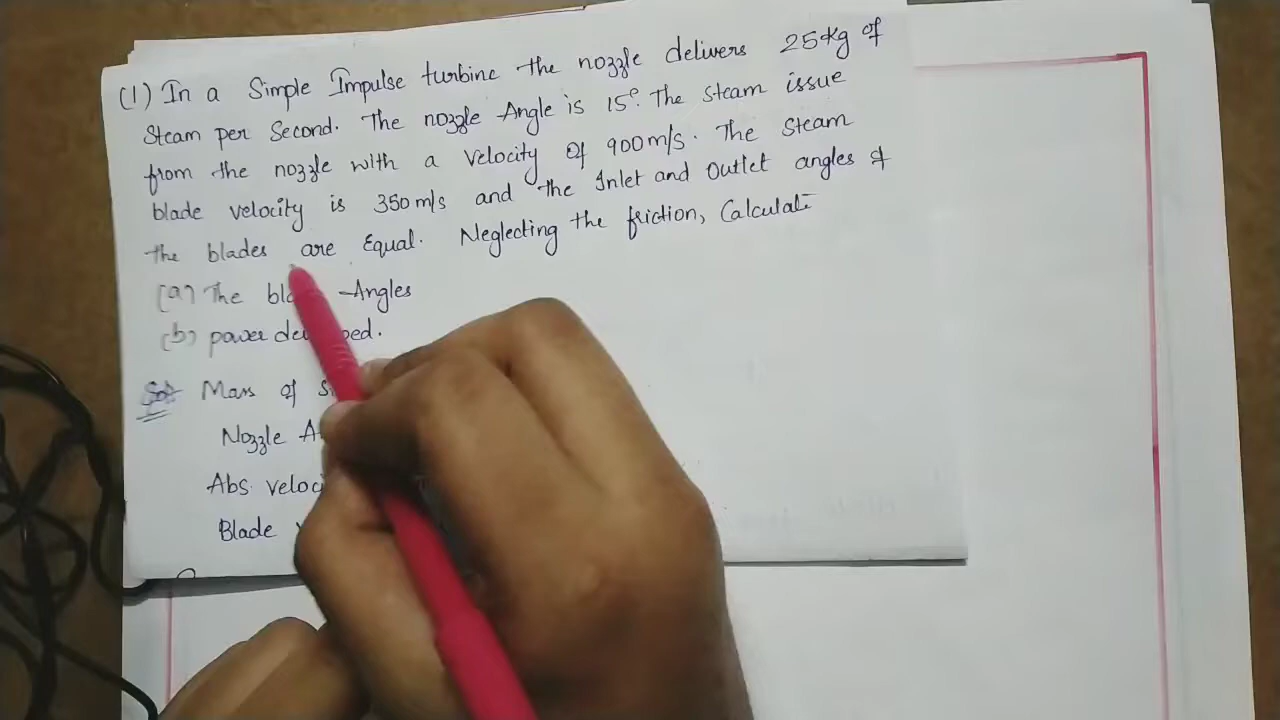 (1) In a Simple Impulse turbine the nozzle delivers 25kg of
Steam per Second. The nozzle Angle is 15°. The steam issue
from the nozzle with a velocity of 900m/s. The Steam
blade velocity is 350m/s and the Inlet and Outlet angles of
the blades are Equal. Neglecting the friction, Calculate
(a) The Angles
(b) power
Sol Mass of
Nozzle
Abs
Blade